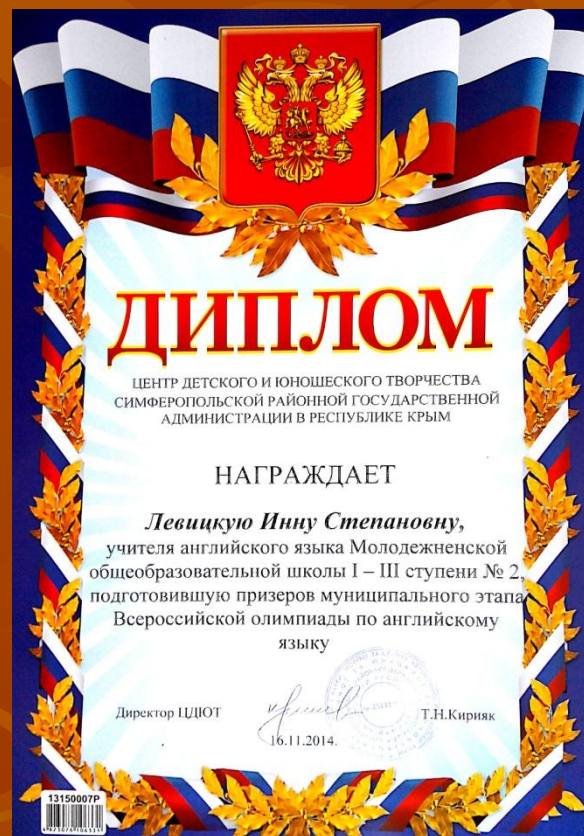 ДИПЛОМ
ЦЕНТР ДЕТСКОГО И ЮНОШЕСКОГО ТВОРЧЕСТВА
СИМФЕРОПОЛЬСКОЙ РАЙОННОЙ ГОСУДАРСТВЕННОЙ
АДМИНИСТРАЦИИ В РЕСПУБЛИКЕ КРЫМ
НАГРАЖДАЕТ
Левицкую Инну Степановну,
учителя английского языка Молодежненской
общеобразовательной школы I – III ступени № 2,
подготовившую призеров муниципального этапа
Всероссийской олимпиады по английскому
языку
Директор ЦДЮТ Т.Н.Кирияк
16.11.2014.
13150007Р